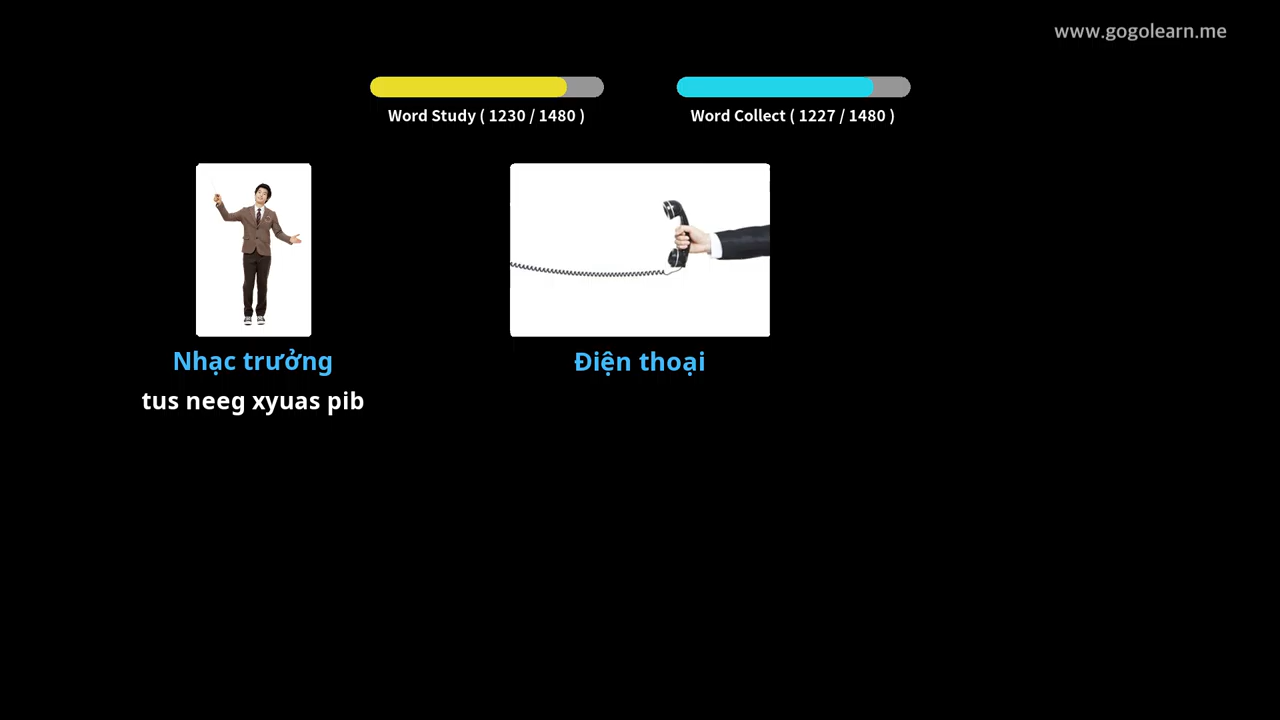 www.gogolearn.me
Word Study ( 1230 / 1480 )
Word Collect ( 1227 / 1480 )
Nhạc trưởng
tus neeg xyuas pib
Điện thoại